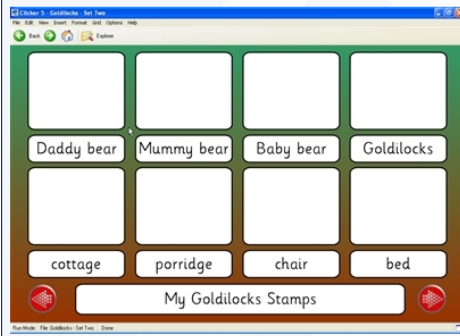 Clicker 5 - Goldilocks - Set Two
File Edit View Insert Format Grid Options Help
Back Explorer
Daddy bear Mummy bear Baby bear Goldilocks
cottage porridge chair bed
My Goldilocks Stamps
Run Mode File: Goldilocks - Set Two Done